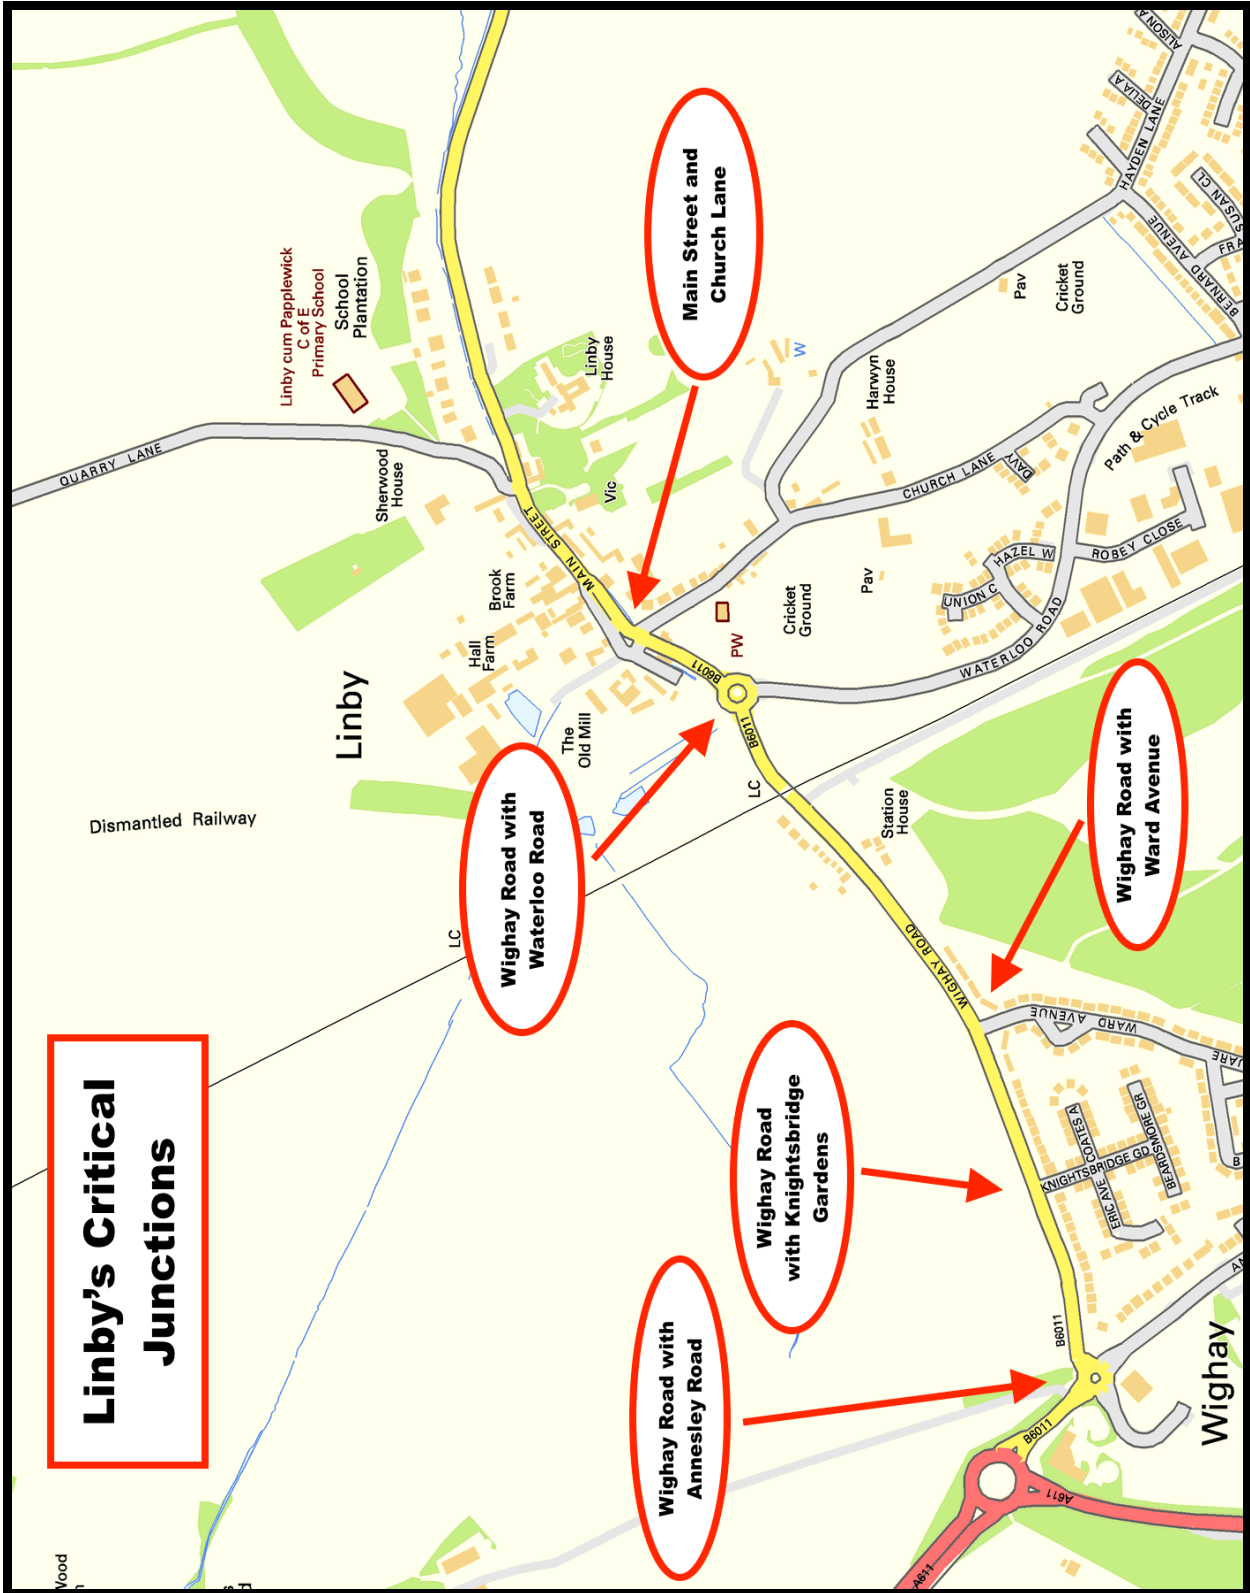 Linby's Critical
Junctions
Wighay Road with
Annesley Road
Wighay Road
with Knightsbridge
Gardens
Wighay Road with
Waterloo Road
Wighay Road with
Ward Avenue
Main Street and
Church Lane
Linby
Wighay
Dismantled Railway
LC
LC
QUARRY LANE
Linby cum Papplewick
C of E
Primary School
School
Plantation
Sherwood
House
Brook
Farm
Hall
Farm
The
Old Mill
MAIN STREET
Vic
Linby
House
W
Harwyn
House
Pav
Cricket
Ground
Pav
Cricket
Ground
PW
B6011
B6011
Station
House
WIGHAY ROAD
WARD AVENUE
UARE
COATES A
KNIGHTSBRIDGE GD
ERIC AVE
BEARDSMORE GR
B
AN
B6011
B6011
A611
A611
CHURCH LANE
DAVY
HAZEL W
UNION C
WATERLOO ROAD
ROBEY CLOSE
Path & Cycle Track
HAYDEN LANE
DELIA A
ALISON A
SUSAN CL
BERNARD AVENUE
FRA